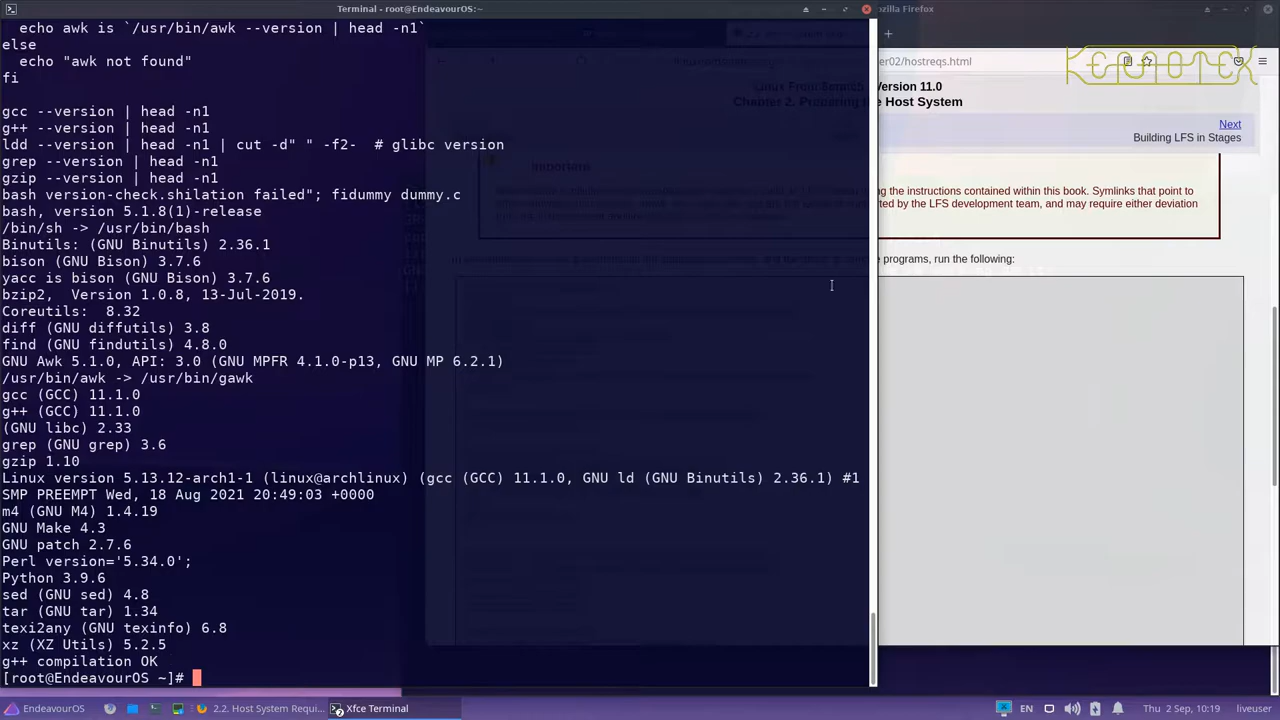 Terminal - root@EndeavourOS:~
ozilla Firefox
echo awk is `/usr/bin/awk --version | head -n1`
else
echo "awk not found"
fi
gcc --version | head -n1
g++ --version | head -n1
ldd --version | head -n1 | cut -d" " -f2-  # glibc version
grep --version | head -n1
gzip --version | head -n1
bash version-check.shilation failed"; fidummy dummy.c
bash, version 5.1.8(1)-release
/bin/sh -> /usr/bin/bash
Binutils: (GNU Binutils) 2.36.1
bison (GNU Bison) 3.7.6
yacc is bison (GNU Bison) 3.7.6
bzip2,  Version 1.0.8, 13-Jul-2019.
Coreutils:  8.32
diff (GNU diffutils) 3.8
find (GNU findutils) 4.8.0
GNU Awk 5.1.0, API: 3.0 (GNU MPFR 4.1.0-p13, GNU MP 6.2.1)
/usr/bin/awk -> /usr/bin/gawk
gcc (GCC) 11.1.0
g++ (GCC) 11.1.0
(GNU libc) 2.33
grep (GNU grep) 3.6
gzip 1.10
Linux version 5.13.12-arch1-1 (linux@archlinux) (gcc (GCC) 11.1.0, GNU ld (GNU Binutils) 2.36.1) #1
SMP PREEMPT Wed, 18 Aug 2021 20:49:03 +0000
m4 (GNU M4) 1.4.19
GNU Make 4.3
GNU patch 2.7.6
Perl version='5.34.0';
Python 3.9.6
sed (GNU sed) 4.8
tar (GNU tar) 1.34
texi2any (GNU texinfo) 6.8
xz (XZ Utils) 5.2.5
g++ compilation OK
[root@EndeavourOS ~]#
er02/hostreqs.html
KERNOTEX
Linux From Scratch Version 11.0
Chapter 2. Preparing the Host System
Next
Building LFS in Stages
Important
g the instructions contained within this book. Symlinks that point to
rted by the LFS development team, and may require either deviation
programs, run the following:
EndeavourOS
2.2. Host System Requi...
Xfce Terminal
EN
Thu 2 Sep, 10:19
liveuser